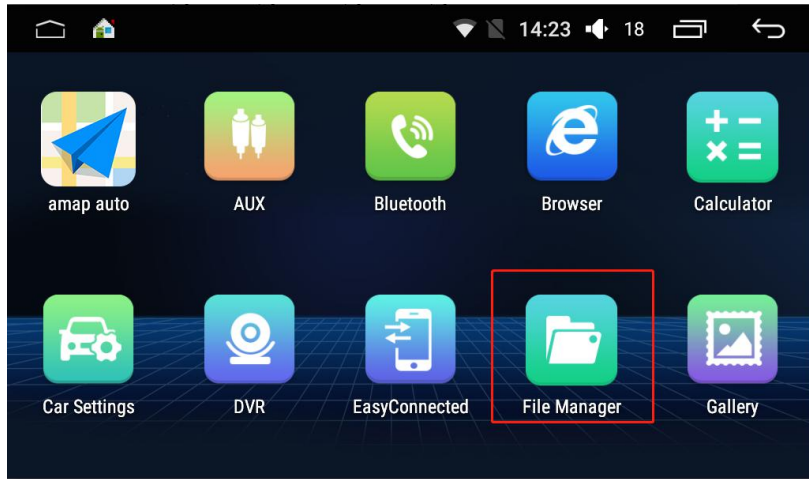 14:23 18
amap auto
AUX
Bluetooth
Browser
Calculator
Car Settings
DVR
EasyConnected
File Manager
Gallery